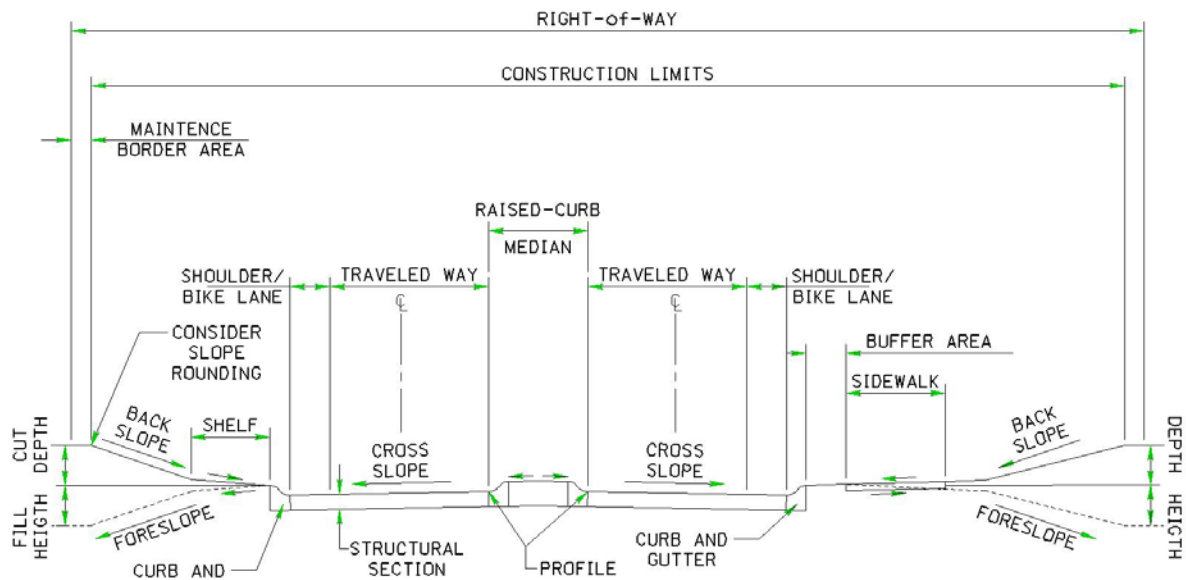 RIGHT-of-WAY
CONSTRUCTION LIMITS
MAINTENCE
BORDER AREA
RAISED-CURB
MEDIAN
SHOULDER/
BIKE LANE
TRAVELED WAY
TRAVELED WAY
SHOULDER/
BIKE LANE
CL
CL
CONSIDER
SLOPE
ROUNDING
BUFFER AREA
SIDEWALK
CUT
DEPTH
BACK
SLOPE
SHELF
CROSS
SLOPE
CROSS
SLOPE
BACK
SLOPE
DEPTH
FILL
HEIGTH
FORESLOPE
CURB AND
STRUCTURAL
SECTION
PROFILE
CURB AND
GUTTER
FORESLOPE
HEIGTH